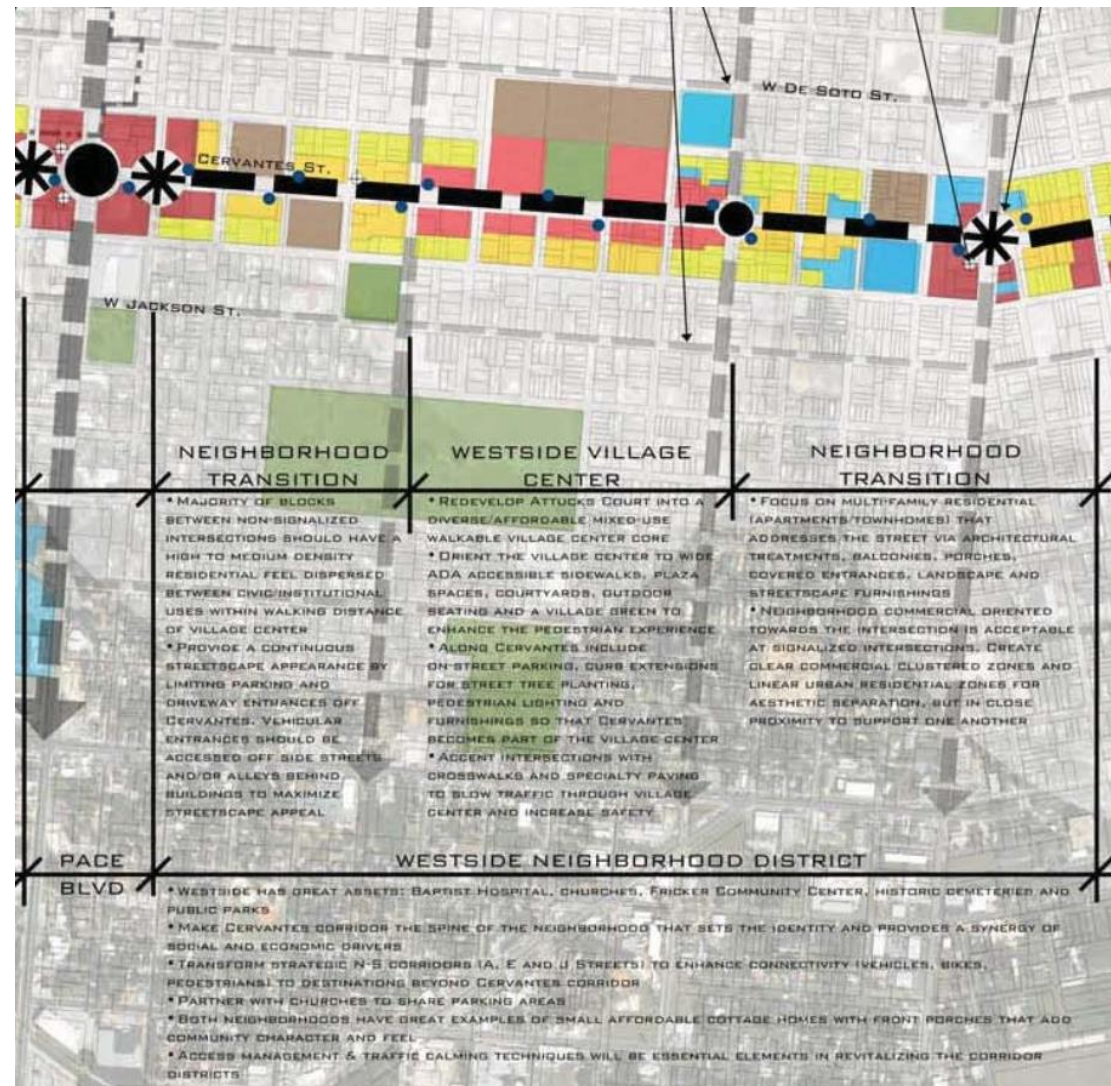 W DE SOTO ST.
CERVANTES ST.
W JACKSON ST.
NEIGHBORHOOD
TRANSITION
• MAJORITY OF BLOCKS
BETWEEN NON-SIGNALIZED
INTERSECTIONS SHOULD HAVE A
HIGH TO MEDIUM DENSITY
RESIDENTIAL FEEL DISPERSED
BETWEEN CIVIC/INSTITUTIONAL
USES WITHIN WALKING DISTANCE
OF VILLAGE CENTER
• PROVIDE A CONTINUOUS
STREETSCAPE APPEARANCE BY
LIMITING PARKING AND
DRIVEWAY ENTRANCES OFF
CERVANTES. VEHICULAR
ENTRANCES SHOULD BE
ACCESSED OFF SIDE STREETS
AND/OR ALLEYS BEHIND
BUILDINGS TO MAXIMIZE
STREETSCAPE APPEAL
WESTSIDE VILLAGE
CENTER
• REDEVELOP ATTUCKS COURT INTO A
DIVERSE/AFFORDABLE MIXED-USE
WALKABLE VILLAGE CENTER CORE
• ORIENT THE VILLAGE CENTER TO WIDE
ADA ACCESSIBLE SIDEWALKS, PLAZA
SPACES, COURTYARDS, OUTDOOR
SEATING AND A VILLAGE GREEN TO
ENHANCE THE PEDESTRIAN EXPERIENCE
• ALONG CERVANTES INCLUDE
ON-STREET PARKING, CURB EXTENSIONS
FOR STREET TREE PLANTING,
PEDESTRIAN LIGHTING AND
FURNISHINGS SO THAT CERVANTES
BECOMES PART OF THE VILLAGE CENTER
• ACCENT INTERSECTIONS WITH
CROSSWALKS AND SPECIALTY PAVING
TO SLOW TRAFFIC THROUGH VILLAGE
CENTER AND INCREASE SAFETY
NEIGHBORHOOD
TRANSITION
• FOCUS ON MULTI-FAMILY RESIDENTIAL
(APARTMENTS/TOWNHOMES) THAT
ADDRESSES THE STREET VIA ARCHITECTURAL
TREATMENTS, BALCONIES, PORCHES,
COVERED ENTRANCES, LANDSCAPE AND
STREETSCAPE FURNISHINGS
• NEIGHBORHOOD COMMERCIAL ORIENTED
TOWARDS THE INTERSECTION IS ACCEPTABLE
AT SIGNALIZED INTERSECTIONS. CREATE
CLEAR COMMERCIAL CLUSTERED ZONES AND
LINEAR URBAN RESIDENTIAL ZONES FOR
AESTHETIC SEPARATION, BUT IN CLOSE
PROXIMITY TO SUPPORT ONE ANOTHER
PACE
BLVD
WESTSIDE NEIGHBORHOOD DISTRICT
• WESTSIDE HAS GREAT ASSETS: BAPTIST HOSPITAL, CHURCHES, FRICKER COMMUNITY CENTER, HISTORIC CEMETERIES AND
PUBLIC PARKS
• MAKE CERVANTES CORRIDOR THE SPINE OF THE NEIGHBORHOOD THAT SETS THE IDENTITY AND PROVIDES A SYNERGY OF
SOCIAL AND ECONOMIC DRIVERS
• TRANSFORM STRATEGIC N-S CORRIDORS (A, E AND J STREETS) TO ENHANCE CONNECTIVITY (VEHICLES, BIKES,
PEDESTRIANS) TO DESTINATIONS BEYOND CERVANTES CORRIDOR
• PARTNER WITH CHURCHES TO SHARE PARKING AREAS
• BOTH NEIGHBORHOODS HAVE GREAT EXAMPLES OF SMALL AFFORDABLE COTTAGE HOMES WITH FRONT PORCHES THAT ADD
COMMUNITY CHARACTER AND FEEL
• ACCESS MANAGEMENT & TRAFFIC CALMING TECHNIQUES WILL BE ESSENTIAL ELEMENTS IN REVITALIZING THE CORRIDOR
DISTRICTS